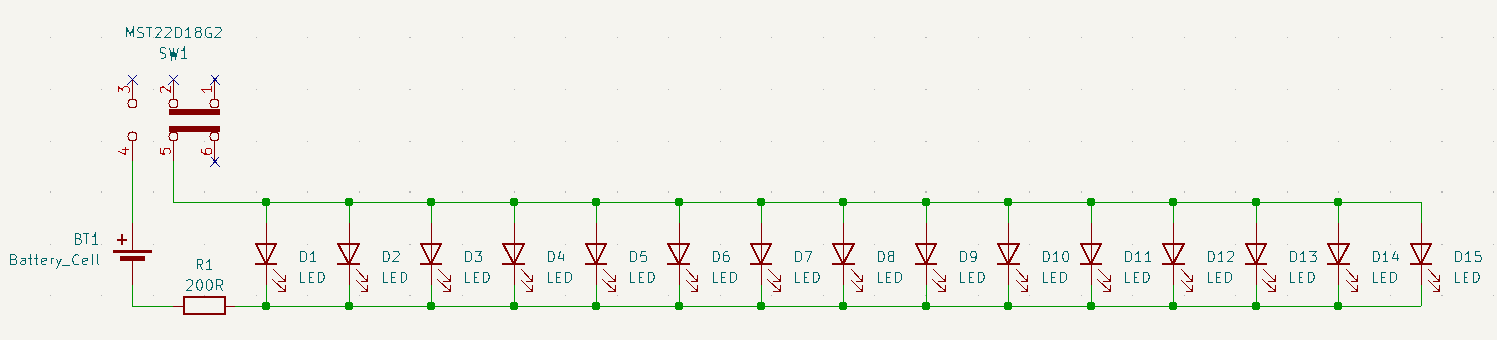 MST22D18G2
SW1
3 2 1
4 5 6
+
BT1
Battery_Cell
R1
200R
D1
LED
D2
LED
D3
LED
D4
LED
D5
LED
D6
LED
D7
LED
D8
LED
D9
LED
D10
LED
D11
LED
D12
LED
D13
LED
D14
LED
D15
LED